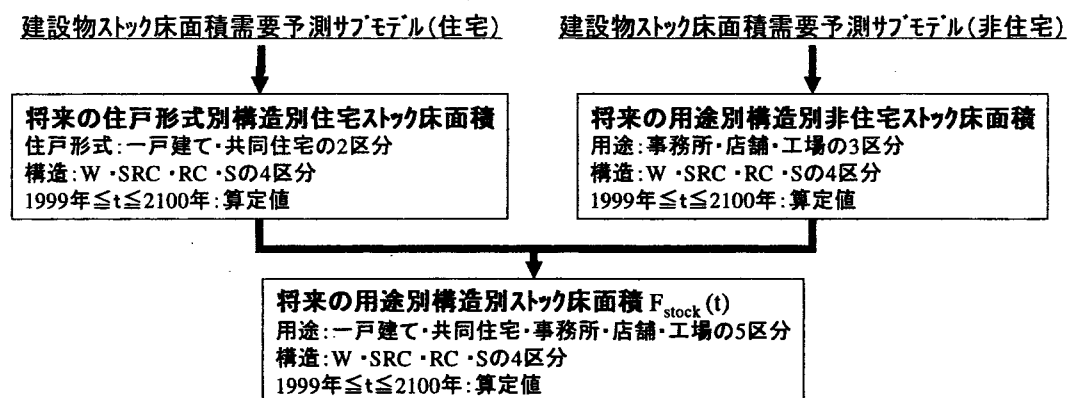 建設物ｽﾄｯｸ床面積需要予測ｻﾌﾞﾓﾃﾞﾙ(住宅)
建設物ｽﾄｯｸ床面積需要予測ｻﾌﾞﾓﾃﾞﾙ(非住宅)
将来の住戸形式別構造別住宅ｽﾄｯｸ床面積
住戸形式:一戸建て・共同住宅の2区分
構造:W・SRC・RC・Sの4区分
1999年≦t≦2100年:算定値
将来の用途別構造別非住宅ｽﾄｯｸ床面積
用途:事務所・店舗・工場の3区分
構造:W・SRC・RC・Sの4区分
1999年≦t≦2100年:算定値
将来の用途別構造別ｽﾄｯｸ床面積 Fstock(t)
用途:一戸建て・共同住宅・事務所・店舗・工場の5区分
構造:W・SRC・RC・Sの4区分
1999年≦t≦2100年:算定値